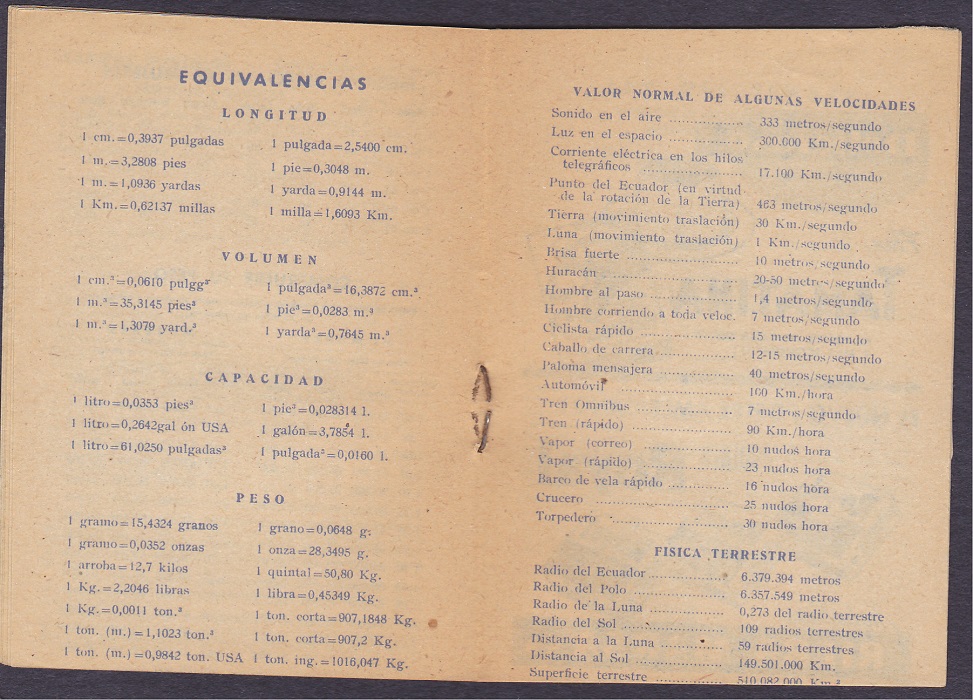 EQUIVALENCIAS
LONGITUD
1 cm.=0,3937 pulgadas
1 m.=3,2808 pies
1 m.=1,0936 yardas
1 Km.=0,62137 millas
1 pulgada=2,5400 cm.
1 pie=0,3048 m.
1 yarda=0,9144 m.
1 milla=1,6093 Km.
VOLUMEN
1 cm.³=0,0610 pulgg³
1 m.³=35,3145 pies³
1 m.³=1,3079 yard.³
1 pulgada³=16,3872 cm.³
1 pie³=0,0283 m.³
1 yarda³=0,7645 m.³
CAPACIDAD
1 litro=0,0353 pies³
1 litro=0,2642gal ón USA
1 litro=61,0250 pulgadas³
1 pie³=0,028314 l.
1 galón=3,7854 l.
1 pulgada³=0,0160 l.
PESO
1 gramo=15,4324 granos
1 gramo=0,0352 onzas
1 arroba=12,7 kilos
1 Kg.=2,2046 libras
1 Kg.=0,0011 ton.³
1 ton. (m.)=1,1023 ton.³
1 ton. (m.)=0,9842 ton. USA
1 grano=0,0648 g.
1 onza=28,3495 g.
1 quintal=50,80 Kg.
1 libra=0,45349 Kg.
1 ton. corta=907,1848 Kg.
1 ton. corta=907,2 Kg.
1 ton. ing.=1016,047 Kg.
VALOR NORMAL DE ALGUNAS VELOCIDADES
Sonido en el aire ................ 333 metros/segundo
Luz en el espacio ................ 300.000 Km./segundo
Corriente eléctrica en los hilos
telegráficos ...................... 17.100 Km./segundo
Punto del Ecuador (en virtud
de la rotación de la Tierra) 463 metros/segundo
Tierra (movimiento traslación) 30 Km./segundo
Luna (movimiento traslación) 1 Km./segundo
Brisa fuerte ...................... 10 metros/segundo
Huracán ........................... 20-50 metros/segundo
Hombre al paso .................. 1,4 metros/segundo
Hombre corriendo a toda veloc. 7 metros/segundo
Ciclista rápido .................... 15 metros/segundo
Caballo de carrera................ 12-15 metros/segundo
Paloma mensajera ................ 40 metros/segundo
Automóvil ........................ 160 Km./hora
Tren Omnibus .................... 7 metros/segundo
Tren (rápido) ..................... 90 Km./hora
Vapor (correo) ................... 10 nudos hora
Vapor (rápido) ................... 23 nudos hora
Barco de vela rápido ............. 16 nudos hora
Crucero ........................... 25 nudos hora
Torpedero ......................... 30 nudos hora
FISICA TERRESTRE
Radio del Ecuador................. 6.379.394 metros
Radio del Polo .................... 6.357.549 metros
Radio de la Luna ................. 0,273 del radio terrestre
Radio del Sol ..................... 109 radios terrestres
Distancia a la Luna .............. 59 radios terrestres
Distancia al Sol .................. 149.501.000 Km.
Superficie terrestre .............. 510.082.000 Km.²